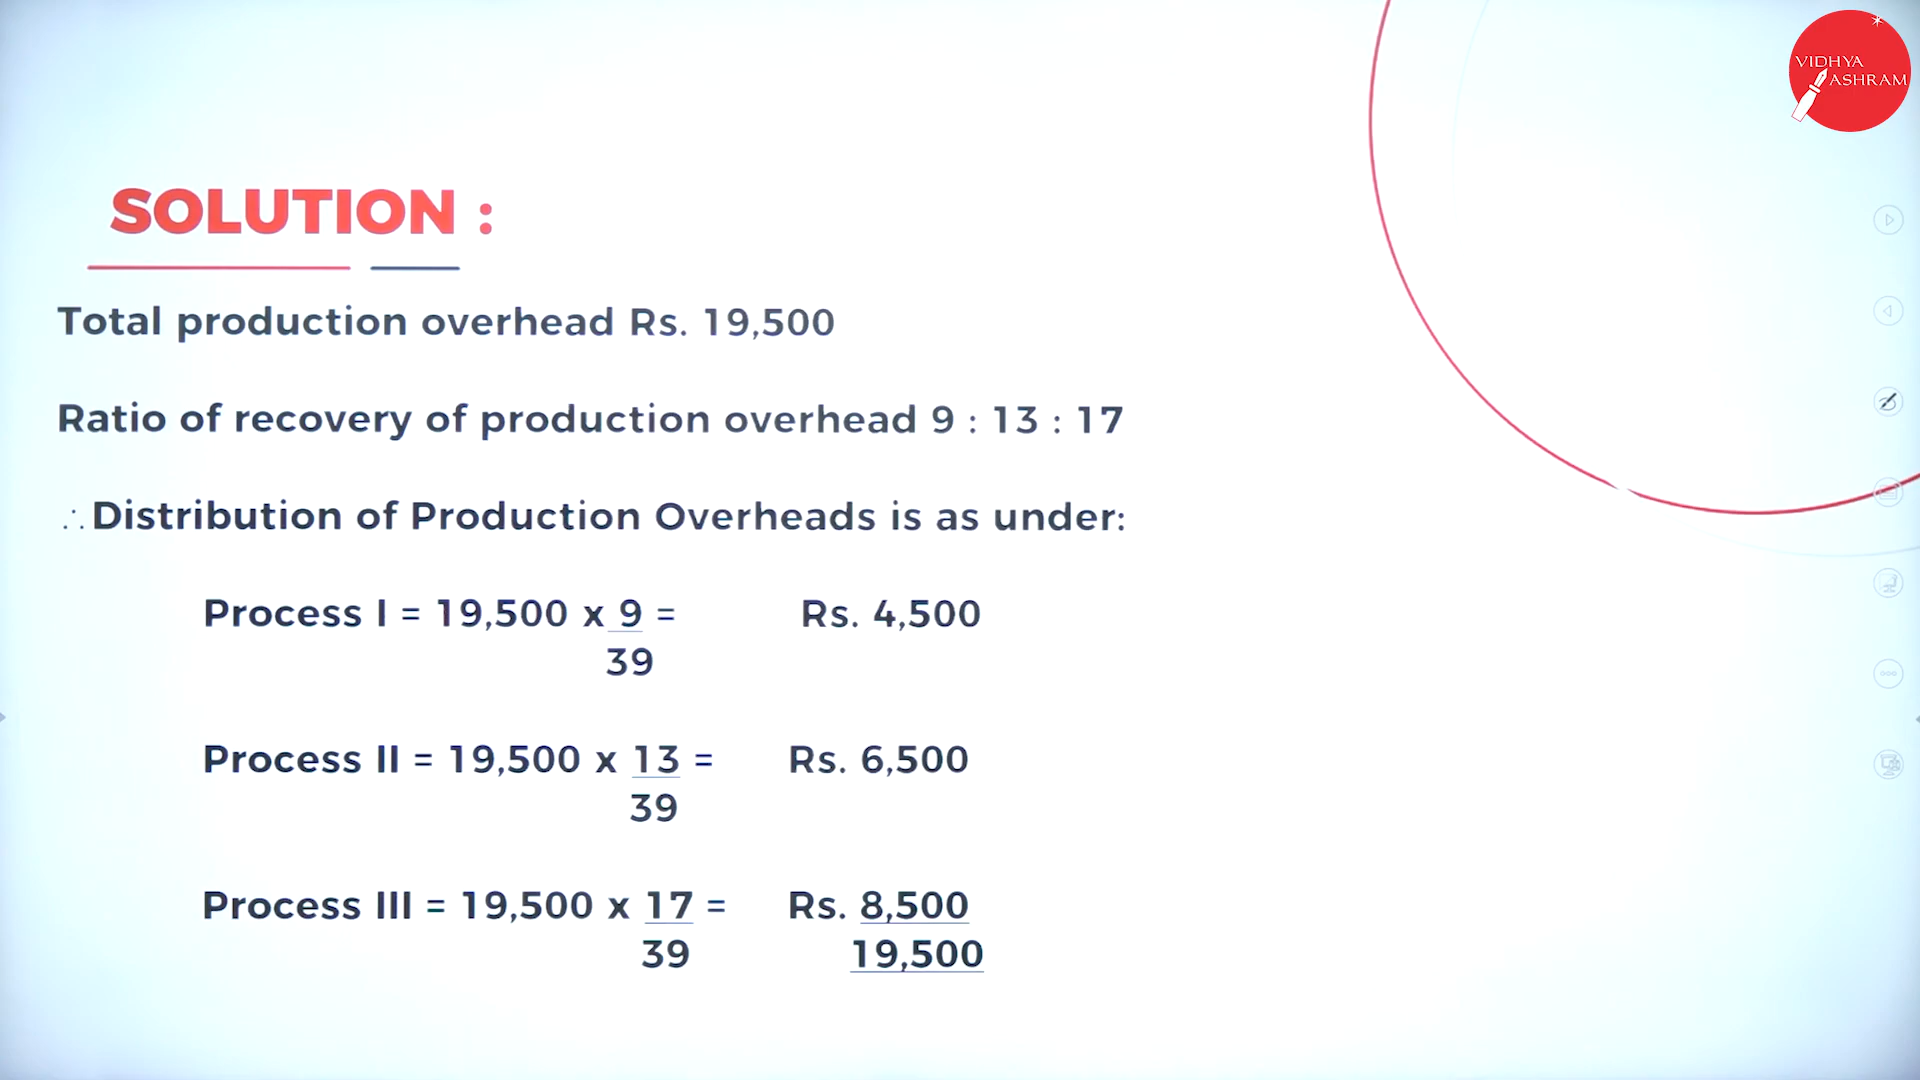 VIDHYA
ASHRAM
SOLUTION :
Total production overhead Rs. 19,500
Ratio of recovery of production overhead 9 : 13 : 17
∴ Distribution of Production Overheads is as under:
Process I = 19,500 x 9 = Rs. 4,500
39
Process II = 19,500 x 13 = Rs. 6,500
39
Process III = 19,500 x 17 = Rs. 8,500
39 19,500